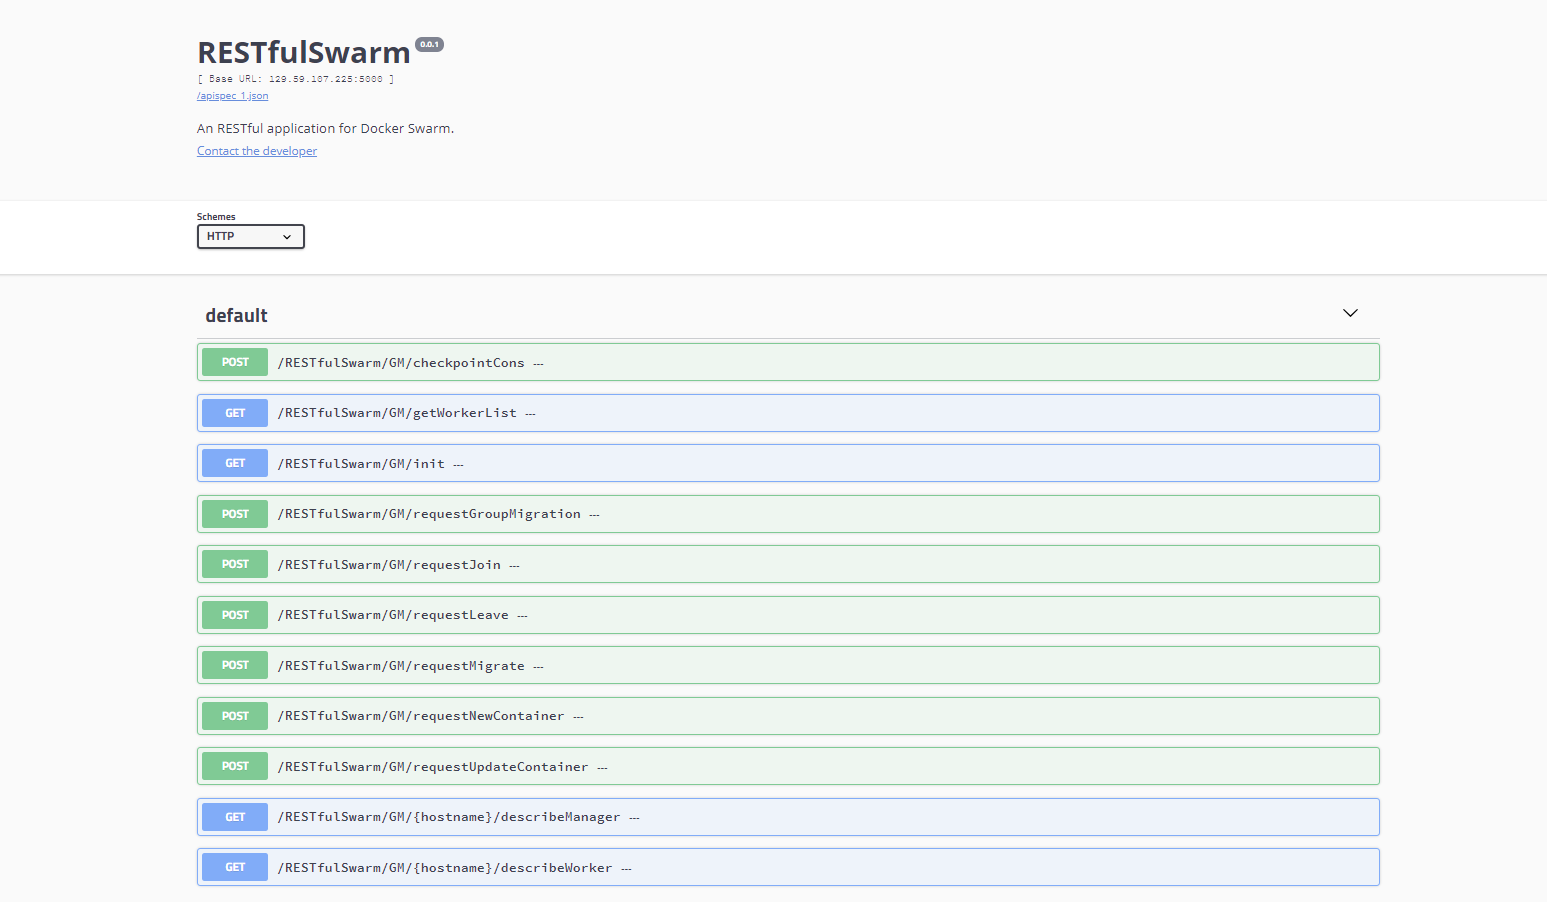 RESTfulSwarm 0.0.1
[ Base URL: 129.59.107.225:5000 ]
/apispec_1.json
An RESTful application for Docker Swarm.
Contact the developer
Schemes
HTTP
default
POST /RESTfulSwarm/GM/checkpointCons ---
GET /RESTfulSwarm/GM/getWorkerList ---
GET /RESTfulSwarm/GM/init ---
POST /RESTfulSwarm/GM/requestGroupMigration ---
POST /RESTfulSwarm/GM/requestJoin ---
POST /RESTfulSwarm/GM/requestLeave ---
POST /RESTfulSwarm/GM/requestMigrate ---
POST /RESTfulSwarm/GM/requestNewContainer ---
POST /RESTfulSwarm/GM/requestUpdateContainer ---
GET /RESTfulSwarm/GM/{hostname}/describeManager ---
GET /RESTfulSwarm/GM/{hostname}/describeWorker ---